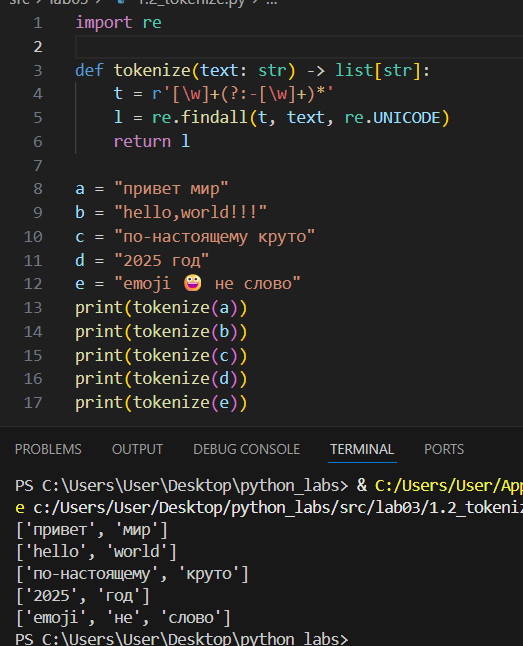 src > lab03 > 1.2_tokenize.py > ...
1 import re
2
3 def tokenize(text: str) -> list[str]:
4 t = r'[\w]+(?:-[\w]+)*'
5 l = re.findall(t, text, re.UNICODE)
6 return l
7
8 a = "привет мир"
9 b = "hello,world!!!"
10 c = "по-настоящему круто"
11 d = "2025 год"
12 e = "emoji 😀 не слово"
13 print(tokenize(a))
14 print(tokenize(b))
15 print(tokenize(c))
16 print(tokenize(d))
17 print(tokenize(e))
PROBLEMS OUTPUT DEBUG CONSOLE TERMINAL PORTS
PS C:\Users\User\Desktop\python_labs> & C:/Users/User/App
e c:/Users/User/Desktop/python_labs/src/lab03/1.2_tokeniz
['привет', 'мир']
['hello', 'world']
['по-настоящему', 'круто']
['2025', 'год']
['emoji', 'не', 'слово']
PS C:\Users\User\Desktop\python_labs>